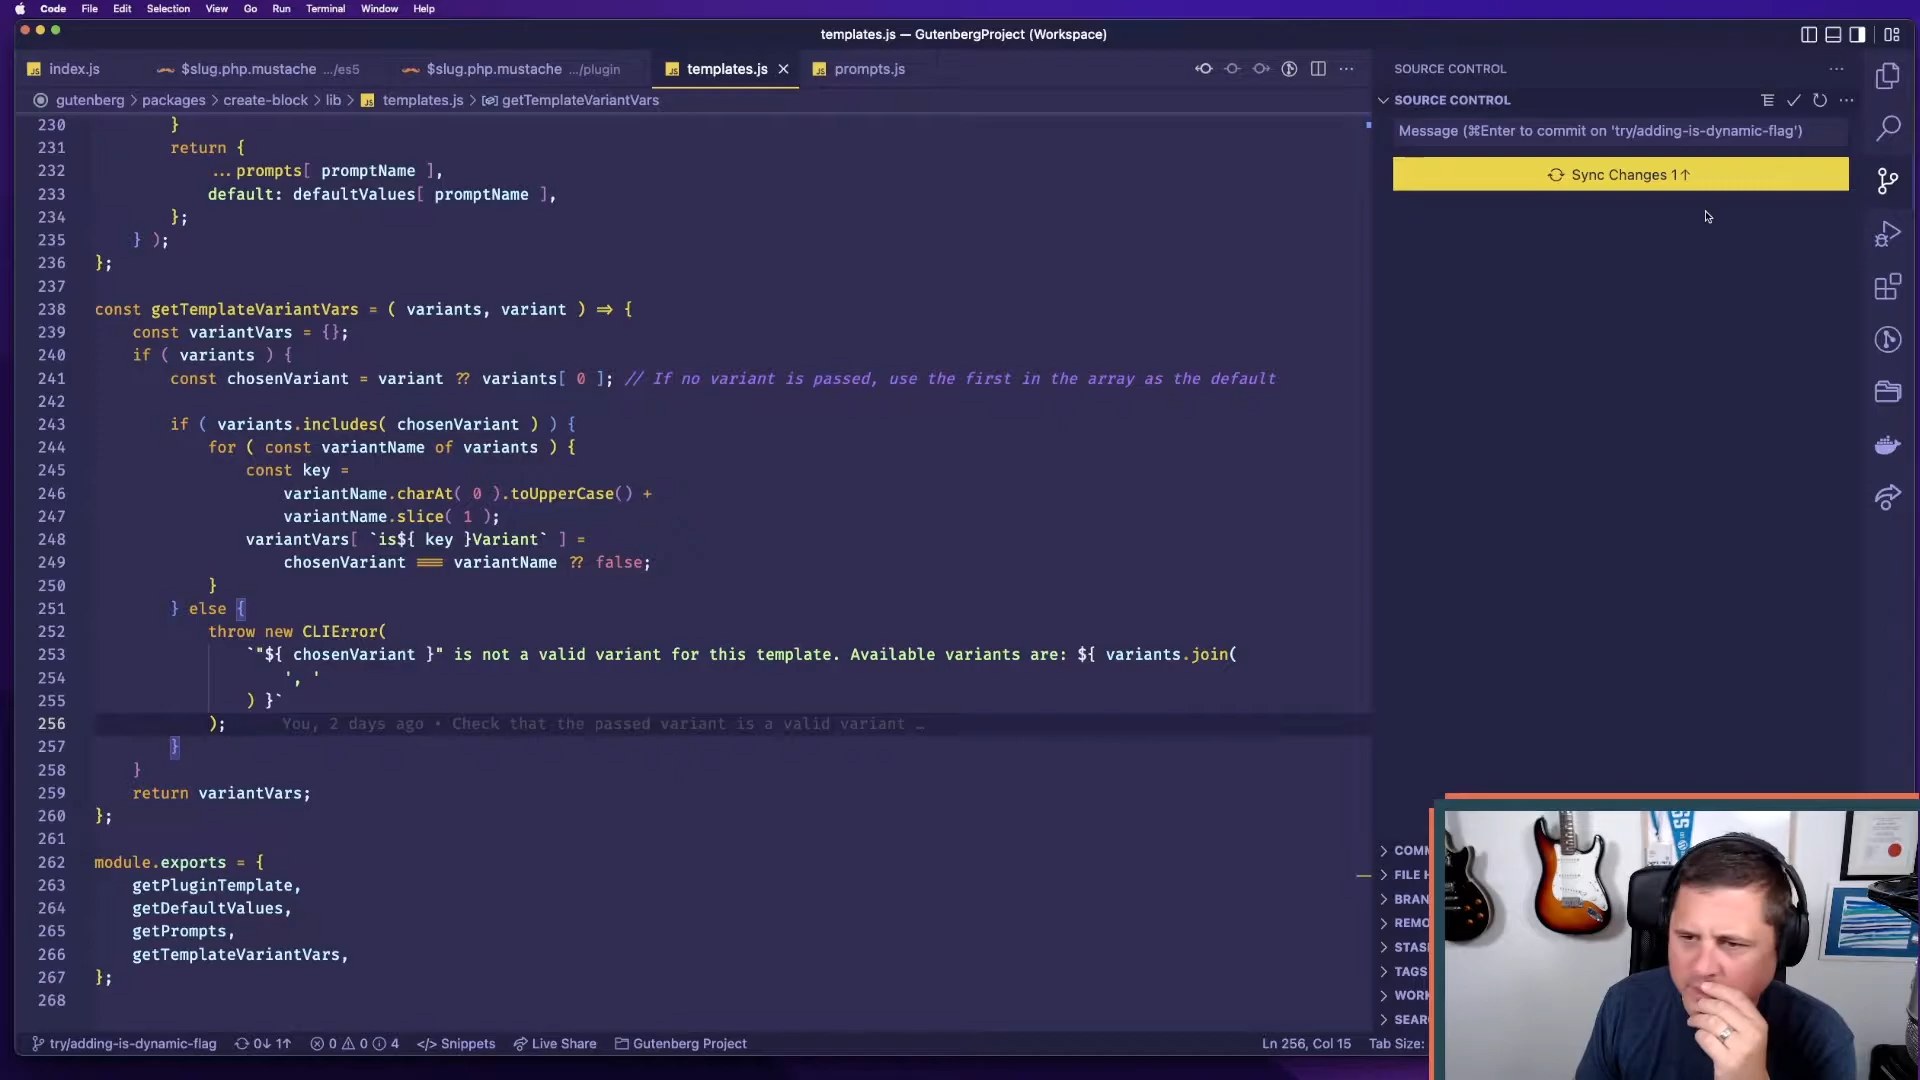 Code File Edit Selection View Go Run Terminal Window Help
templates.js — GutenbergProject (Workspace)
index.js $slug.php.mustache .../es5 $slug.php.mustache .../plugin templates.js prompts.js
gutenberg > packages > create-block > lib > templates.js > getTemplateVariantVars
230 }
231 return {
232 ...prompts[ promptName ],
233 default: defaultValues[ promptName ],
234 };
235 } );
236 };
237
238 const getTemplateVariantVars = ( variants, variant ) => {
239 const variantVars = {};
240 if ( variants ) {
241 const chosenVariant = variant ?? variants[ 0 ]; // If no variant is passed, use the first in the array as the default
242
243 if ( variants.includes( chosenVariant ) ) {
244 for ( const variantName of variants ) {
245 const key =
246 variantName.charAt( 0 ).toUpperCase() +
247 variantName.slice( 1 );
248 variantVars[ `is${ key }Variant` ] =
249 chosenVariant === variantName ?? false;
250 }
251 } else {
252 throw new CLIError(
253 `"${ chosenVariant }" is not a valid variant for this template. Available variants are: ${ variants.join(
254 ', '
255 ) }`
256 ); You, 2 days ago • Check that the passed variant is a valid variant …
257 }
258 }
259 return variantVars;
260 };
261
262 module.exports = {
263 getPluginTemplate,
264 getDefaultValues,
265 getPrompts,
266 getTemplateVariantVars,
267 };
268
SOURCE CONTROL
SOURCE CONTROL
Message (⌘Enter to commit on 'try/adding-is-dynamic-flag')
Sync Changes 1↑
COMM
FILE H
BRAN
REMO
STAS
TAGS
WORK
SEAR
try/adding-is-dynamic-flag 0↓ 1↑ 0 0 4 </> Snippets Live Share Gutenberg Project Ln 256, Col 15 Tab Size: